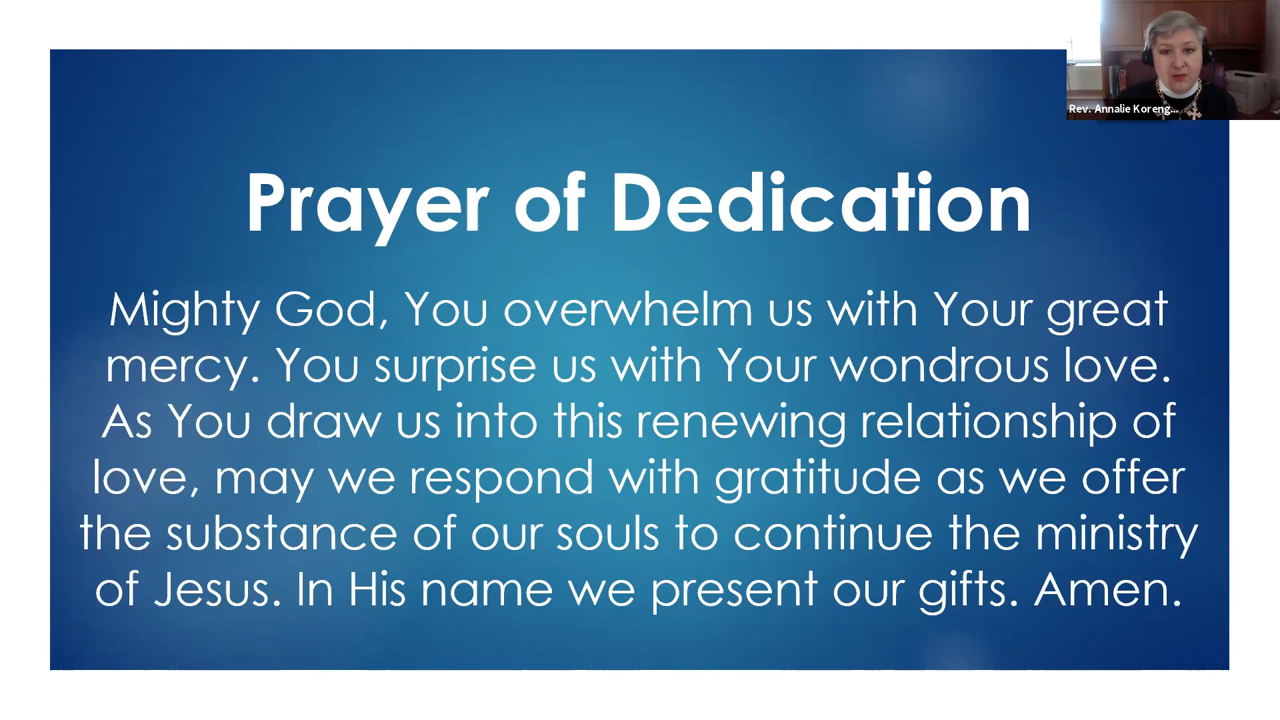 Rev. Annalie Koreng...
Prayer of Dedication
Mighty God, You overwhelm us with Your great
mercy. You surprise us with Your wondrous love.
As You draw us into this renewing relationship of
love, may we respond with gratitude as we offer
the substance of our souls to continue the ministry
of Jesus. In His name we present our gifts. Amen.